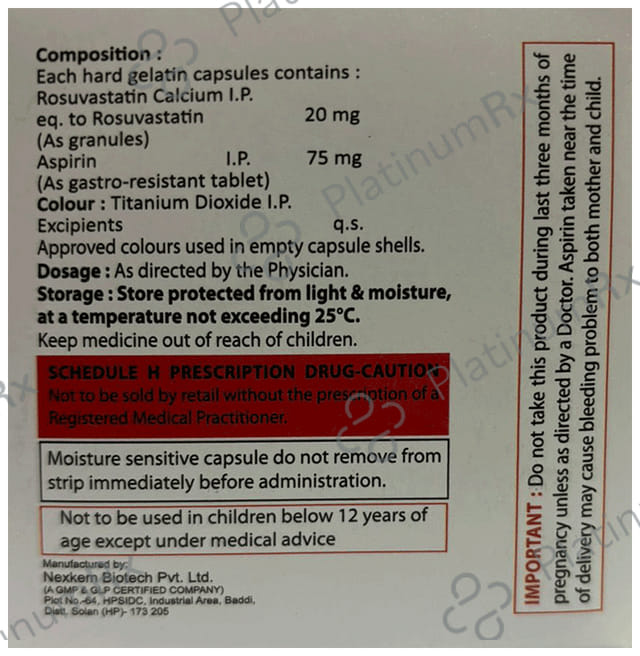 Composition :
Each hard gelatin capsules contains :
Rosuvastatin Calcium I.P.
eq. to Rosuvastatin 20 mg
(As granules)
Aspirin I.P. 75 mg
(As gastro-resistant tablet)
Colour : Titanium Dioxide I.P.
Excipients q.s.
Approved colours used in empty capsule shells.
Dosage : As directed by the Physician.
Storage : Store protected from light & moisture,
at a temperature not exceeding 25°C.
Keep medicine out of reach of children.
SCHEDULE H PRESCRIPTION DRUG-CAUTION
Not to be sold by retail without the prescription of a
Registered Medical Practitioner.
Moisture sensitive capsule do not remove from
strip immediately before administration.
Not to be used in children below 12 years of
age except under medical advice
Manufactured by:
Nexkem Biotech Pvt. Ltd.
(A GMP & GLP CERTIFIED COMPANY)
Plot No.-64, HPSIDC, Industrial Area, Baddi,
Distt. Solan (HP)- 173 205
IMPORTANT : Do not take this product during last three months of
pregnancy unless as directed by a Doctor. Aspirin taken near the time
of delivery may cause bleeding problem to both mother and child.
PlatinumRx
PlatinumRx